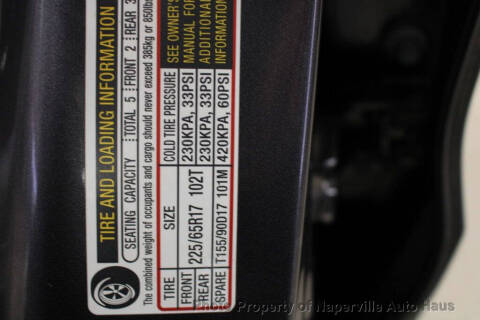 TIRE AND LOADING INFORMATION
SEATING CAPACITY TOTAL 5 FRONT 2 REAR 3
The combined weight of occupants and cargo should never exceed 385kg or 850lbs
TIRE SIZE COLD TIRE PRESSURE
FRONT 225/65R17 102T 230KPA, 33PSI
REAR 230KPA, 33PSI
SPARE T155/90D17 101M 420KPA, 60PSI
SEE OWNER'S
MANUAL FOR
ADDITIONAL
INFORMATION
Photo Property of Naperville Auto Haus